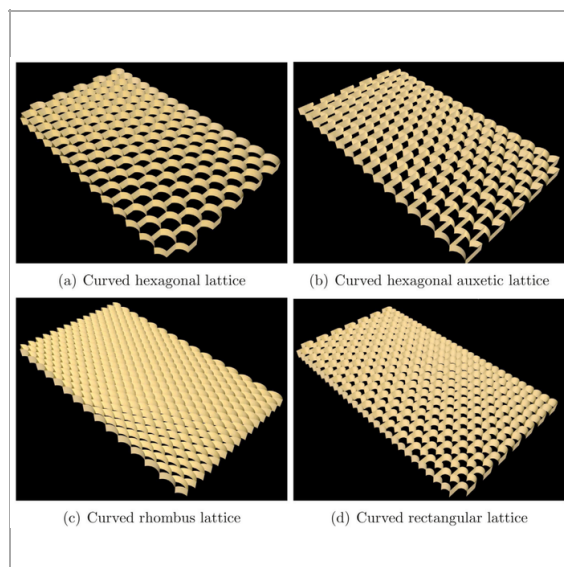 (a) Curved hexagonal lattice
(b) Curved hexagonal auxetic lattice
(c) Curved rhombus lattice
(d) Curved rectangular lattice